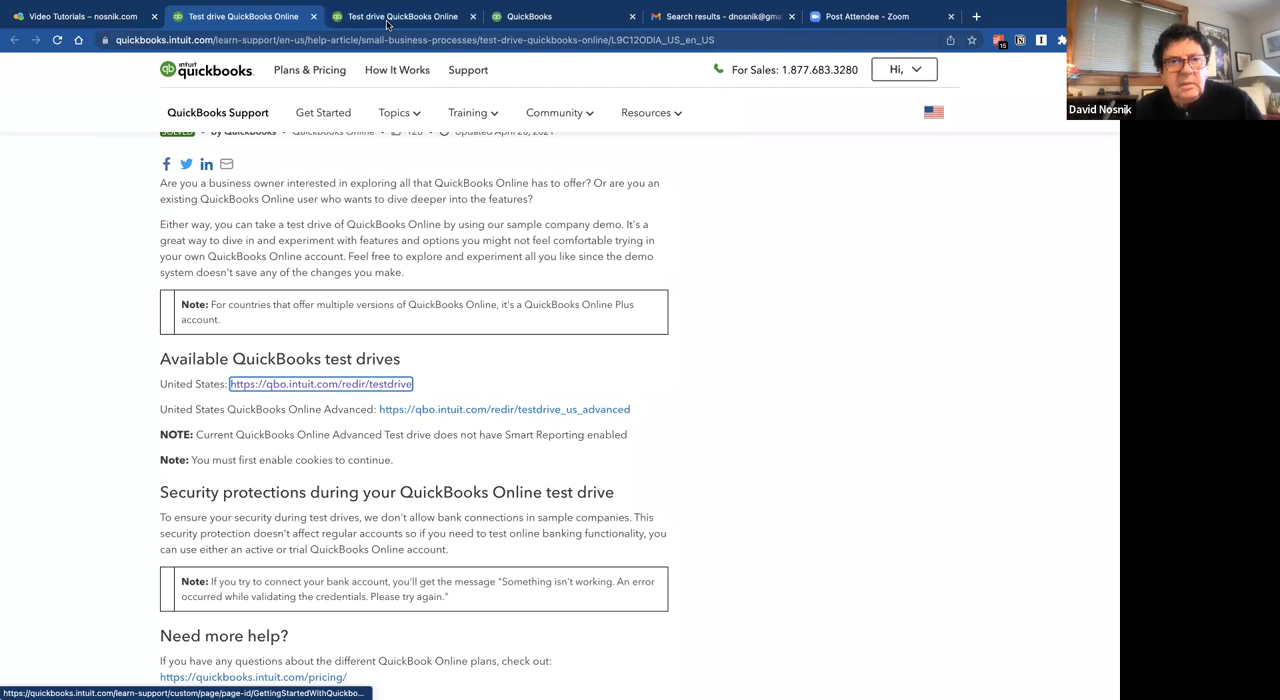 Video Tutorials – nosnik.com
Test drive QuickBooks Online
Test drive QuickBooks Online
QuickBooks
Search results - dnosnik@gma
Post Attendee - Zoom
quickbooks.intuit.com/learn-support/en-us/help-article/small-business-processes/test-drive-quickbooks-online/L9C12ODIA_US_en_US
15
intuit
quickbooks.
Plans & Pricing
How It Works
Support
For Sales: 1.877.683.3280
Hi,
David Nosnik
QuickBooks Support
Get Started
Topics
Training
Community
Resources
SOLVED • by QuickBooks • QuickBooks Online • 128 • Updated April 20, 2021
Are you a business owner interested in exploring all that QuickBooks Online has to offer? Or are you an
existing QuickBooks Online user who wants to dive deeper into the features?
Either way, you can take a test drive of QuickBooks Online by using our sample company demo. It's a
great way to dive in and experiment with features and options you might not feel comfortable trying in
your own QuickBooks Online account. Feel free to explore and experiment all you like since the demo
system doesn't save any of the changes you make.
Note: For countries that offer multiple versions of QuickBooks Online, it's a QuickBooks Online Plus
account.
Available QuickBooks test drives
United States: https://qbo.intuit.com/redir/testdrive
United States QuickBooks Online Advanced: https://qbo.intuit.com/redir/testdrive_us_advanced
NOTE: Current QuickBooks Online Advanced Test drive does not have Smart Reporting enabled
Note: You must first enable cookies to continue.
Security protections during your QuickBooks Online test drive
To ensure your security during test drives, we don't allow bank connections in sample companies. This
security protection doesn't affect regular accounts so if you need to test online banking functionality, you
can use either an active or trial QuickBooks Online account.
Note: If you try to connect your bank account, you'll get the message "Something isn't working. An error
occurred while validating the credentials. Please try again."
Need more help?
If you have any questions about the different QuickBook Online plans, check out:
https://quickbooks.intuit.com/pricing/
https://quickbooks.intuit.com/learn-support/custom/page/page-id/GettingStartedWithQuickbo...